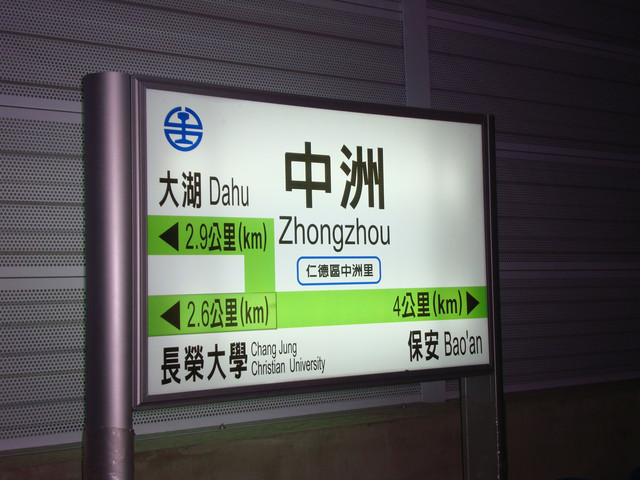 中洲
Zhongzhou
仁德區中洲里
大湖 Dahu
◀ 2.9公里(km)
◀ 2.6公里(km)
4公里(km) ▶
長榮大學 Chang Jung
Christian University
保安 Bao'an